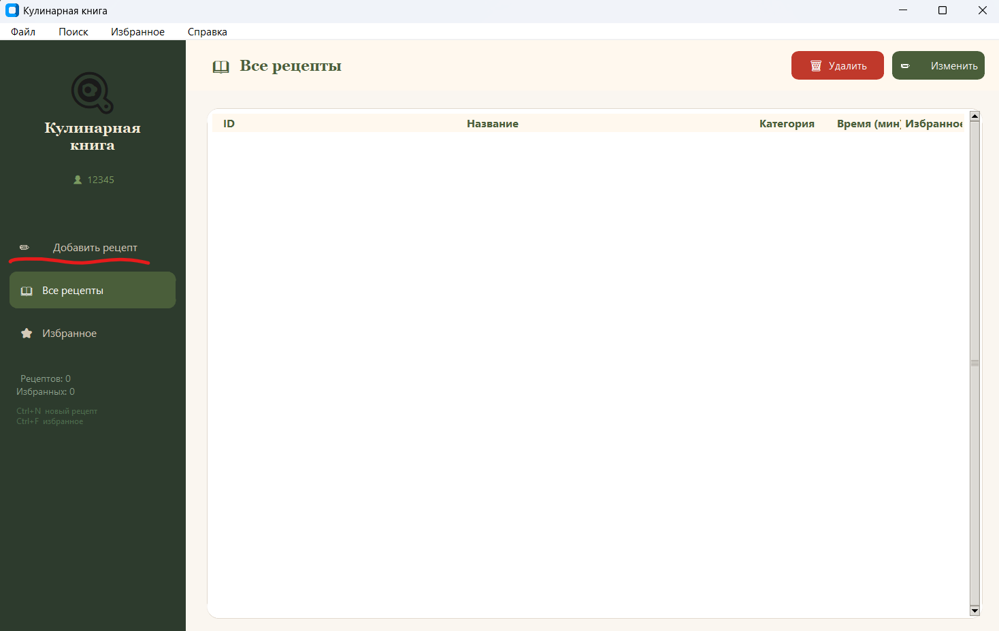 Кулинарная книга
Файл Поиск Избранное Справка
Кулинарная
книга
12345
Добавить рецепт
Все рецепты
Избранное
Рецептов: 0
Избранных: 0
Ctrl+N новый рецепт
Ctrl+F избранное
Все рецепты
Удалить Изменить
ID Название Категория Время (мин) Избранное